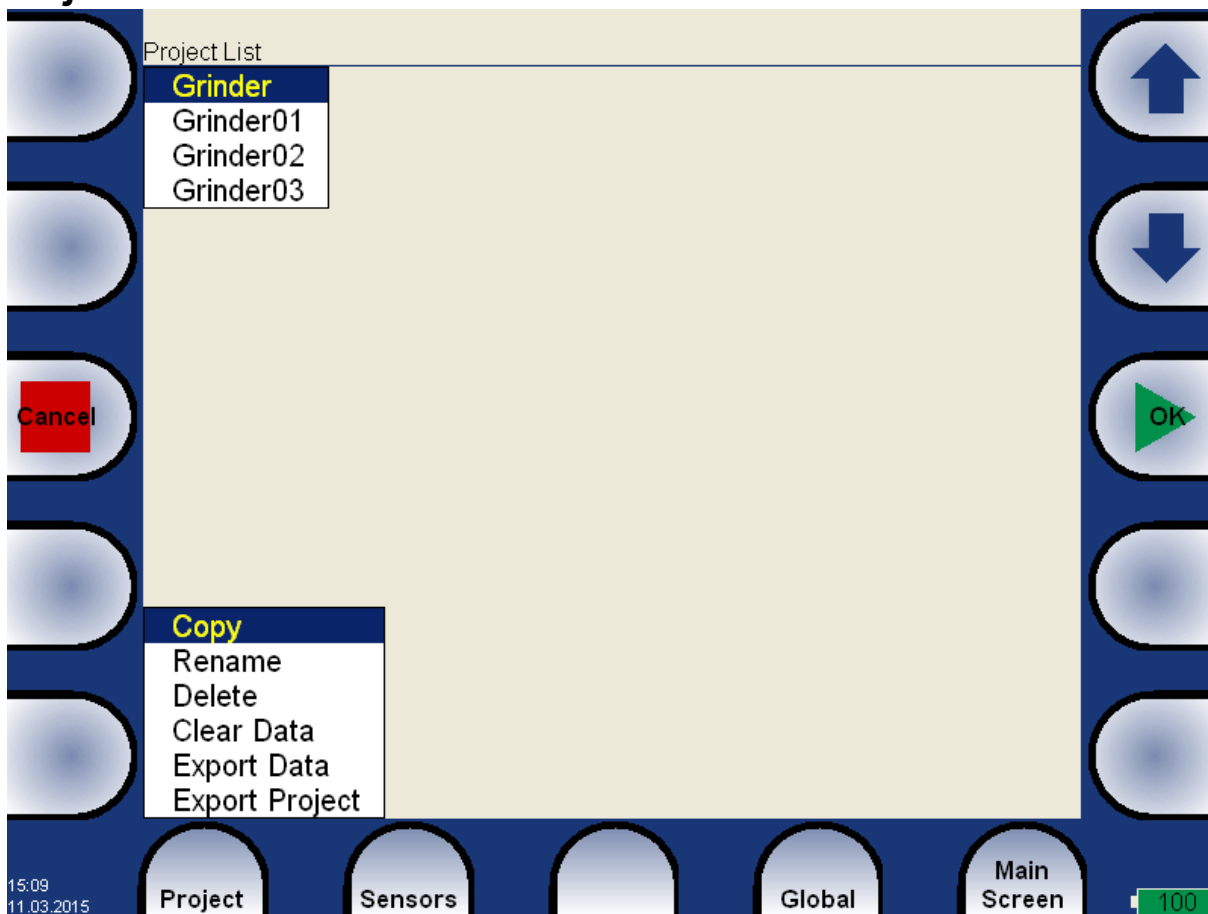 Project List
Grinder
Grinder01
Grinder02
Grinder03
Cancel
OK
Copy
Rename
Delete
Clear Data
Export Data
Export Project
15:09
11.03.2015
Project
Sensors
Global
Main
Screen
100